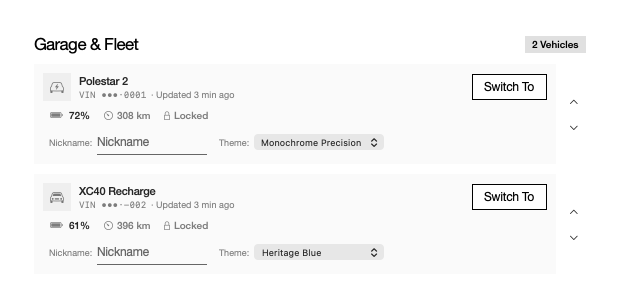 Garage & Fleet
2 Vehicles
Polestar 2
Switch To
VIN •••-0001 · Updated 3 min ago
72% 308 km Locked
Nickname: Nickname Theme: Monochrome Precision
XC40 Recharge
Switch To
VIN •••-–002 · Updated 3 min ago
61% 396 km Locked
Nickname: Nickname Theme: Heritage Blue